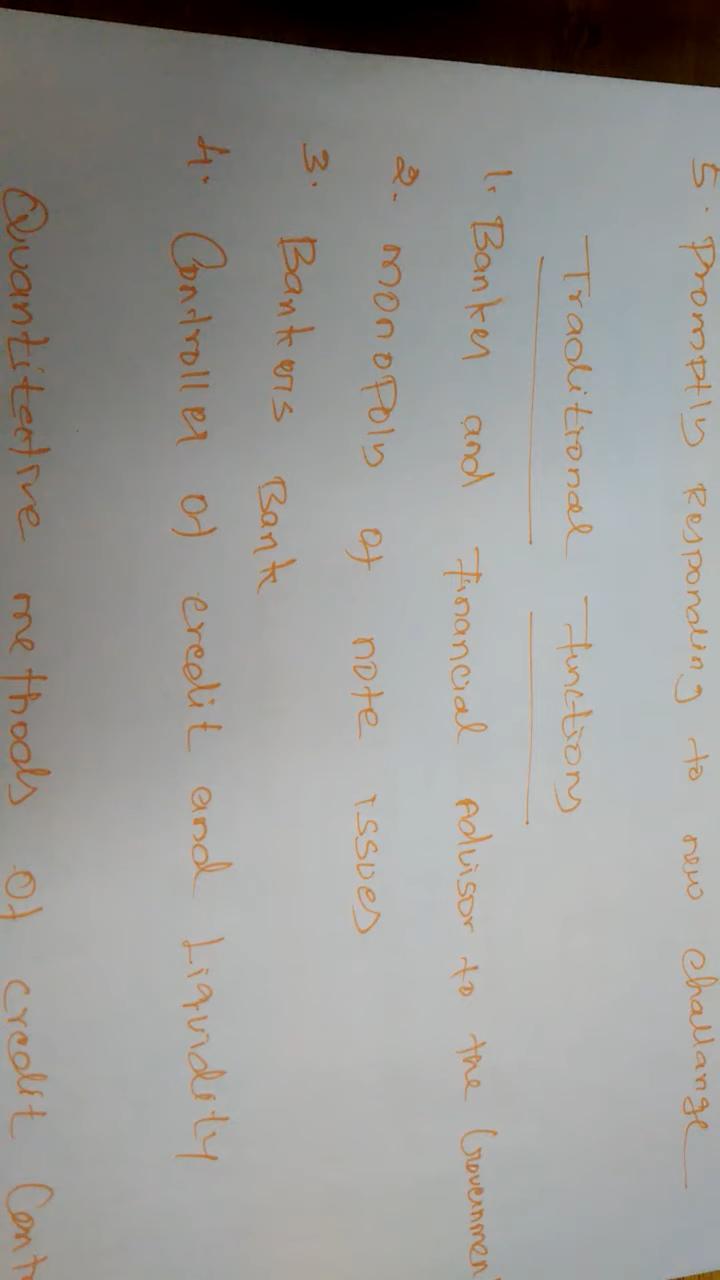 5. Promptly Responding to new challange
Traditional Functions
1. Banker and Financial Advisor to the Governmen
2. monopoly of note issues
3. Bankers Bank
4. Controller of credit and Liquidity
Quantitative methods of credit Cont